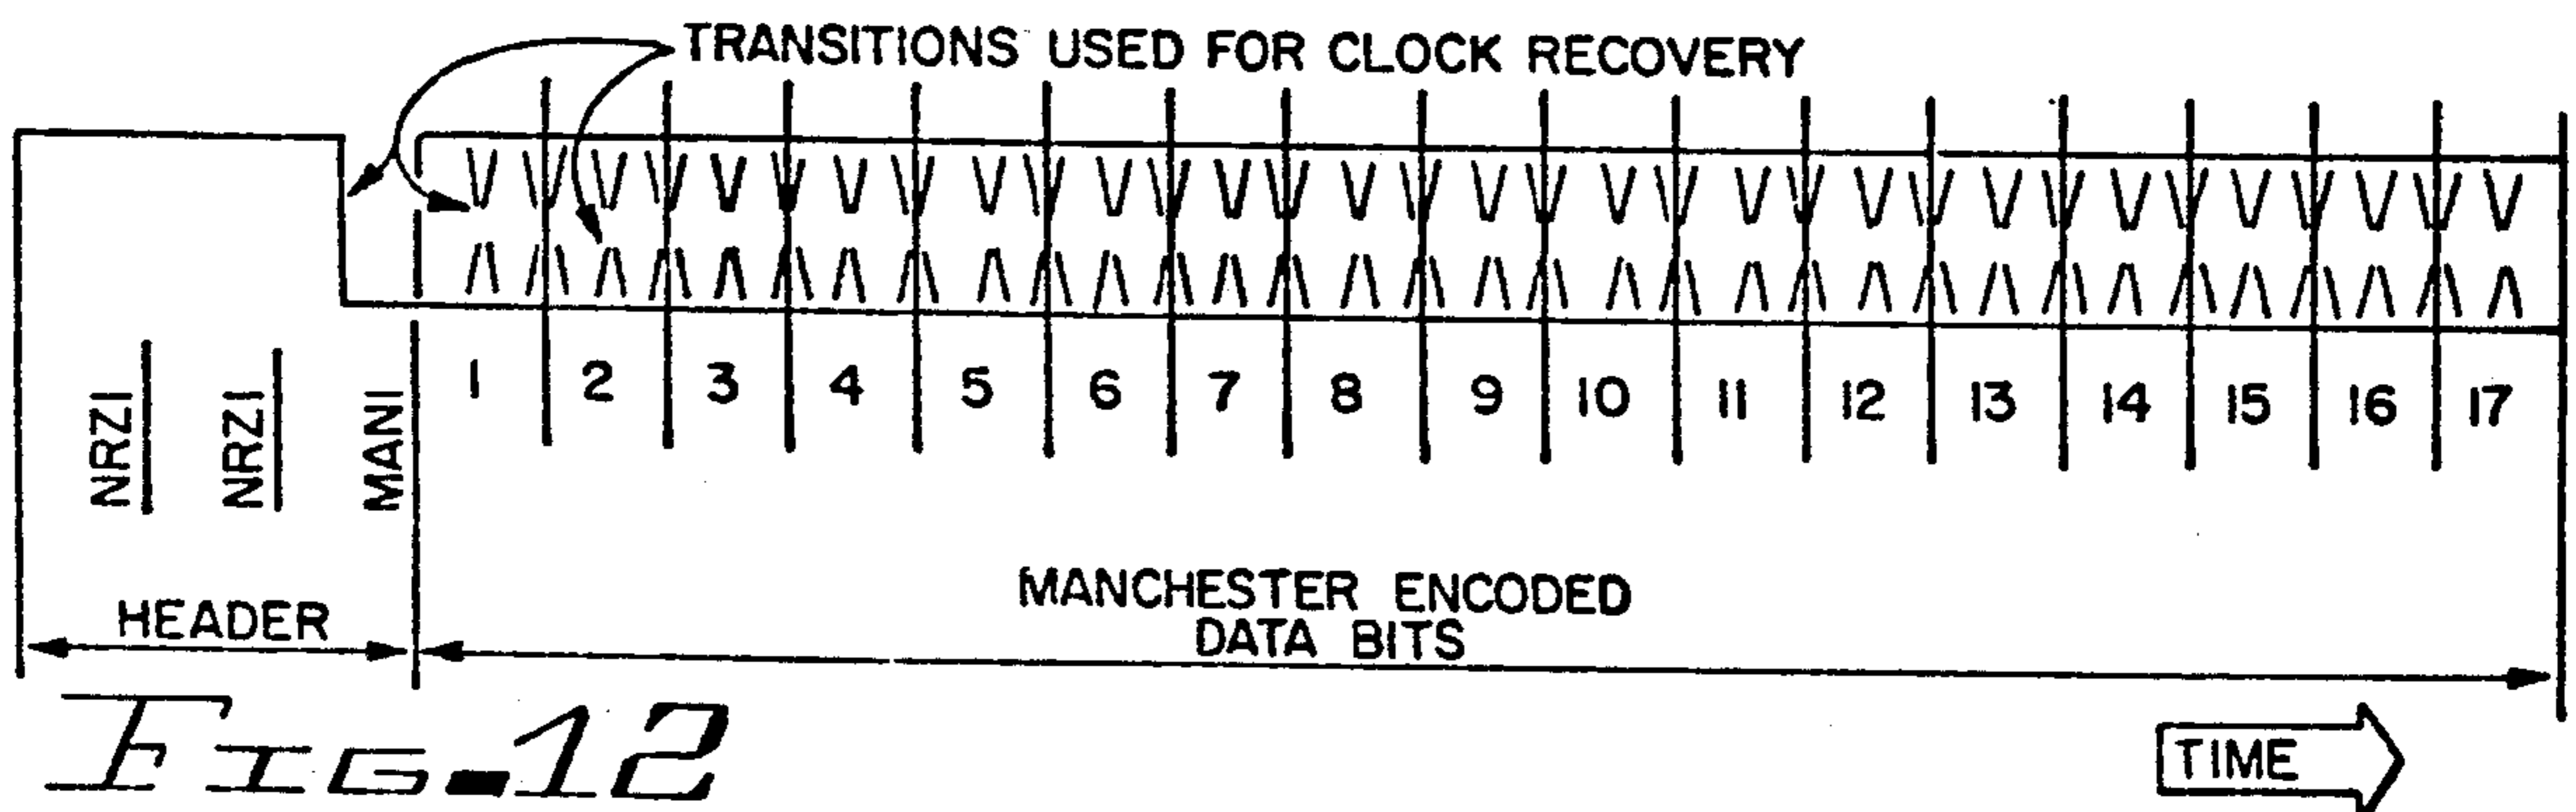 TRANSITIONS USED FOR CLOCK RECOVERY
1 2 3 4 5 6 7 8 9 10 11 12 13 14 15 16 17
NRZI
NRZI
MANI
HEADER
MANCHESTER ENCODED
DATA BITS
FIG. 12
TIME